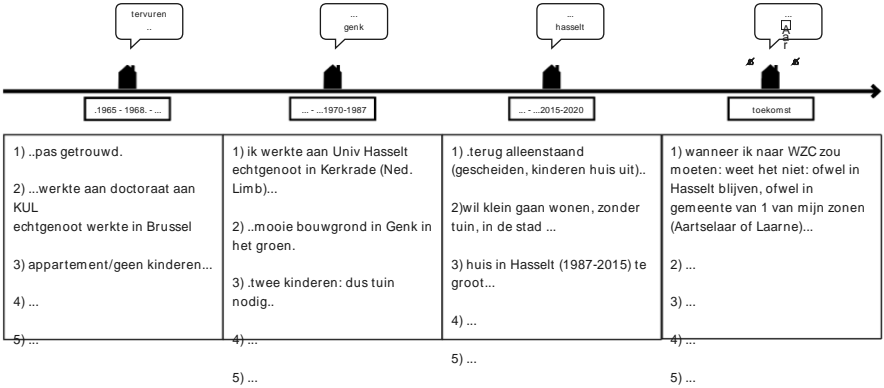 tervuren
..
...
genk
...
hasselt
...
A
a
r
.1965 - 1968. - ...
... - ...1970-1987
... - ...2015-2020
toekomst
1) ..pas getrouwd.
2) ...werkte aan doctoraat aan
KUL
echtgenoot werkte in Brussel
3) appartement/geen kinderen...
4) ...
5) ...
1) ik werkte aan Univ Hasselt
echtgenoot in Kerkrade (Ned.
Limb)...
2) ..mooie bouwgrond in Genk in
het groen.
3) .twee kinderen: dus tuin
nodig..
4) ...
5) ...
1) .terug alleenstaand
(gescheiden, kinderen huis uit)..
2)wil klein gaan wonen, zonder
tuin, in de stad ...
3) huis in Hasselt (1987-2015) te
groot...
4) ...
5) ...
1) wanneer ik naar WZC zou
moeten: weet het niet: ofwel in
Hasselt blijven, ofwel in
gemeente van 1 van mijn zonen
(Aartselaar of Laarne)...
2) ...
3) ...
4) ...
5) ...